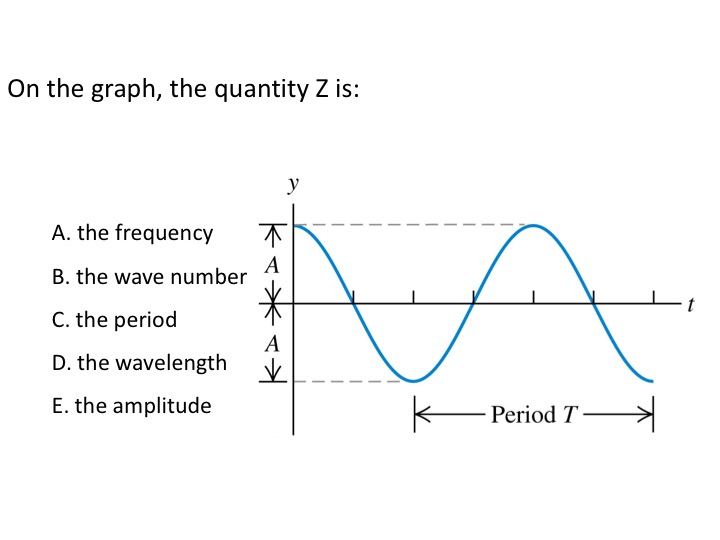 On the graph, the quantity Z is:
A. the frequency
B. the wave number
C. the period
D. the wavelength
E. the amplitude
y
A
t
A
Period T